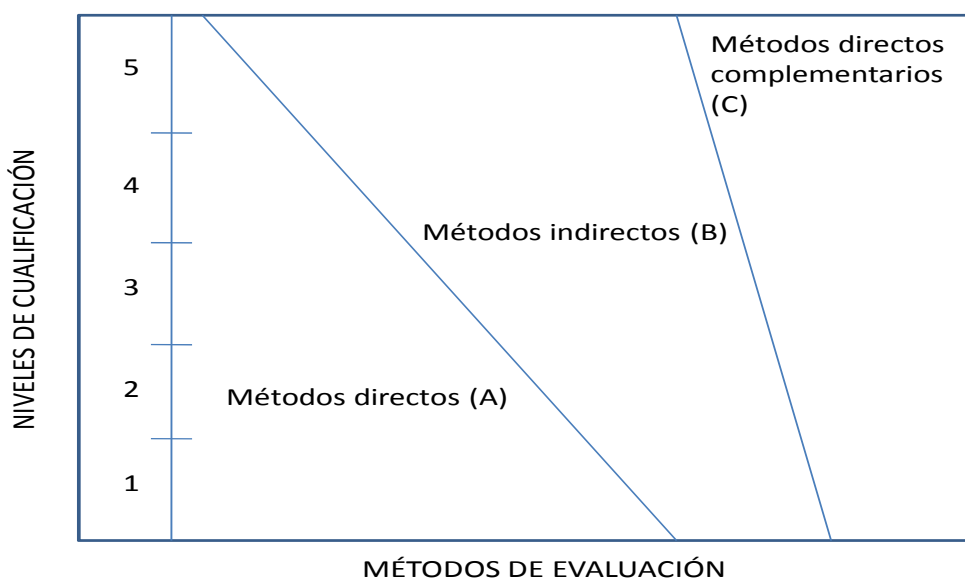 NIVELES DE CUALIFICACIÓN
5
4
3
2
1
Métodos directos
complementarios
(C)
Métodos indirectos (B)
Métodos directos (A)
MÉTODOS DE EVALUACIÓN